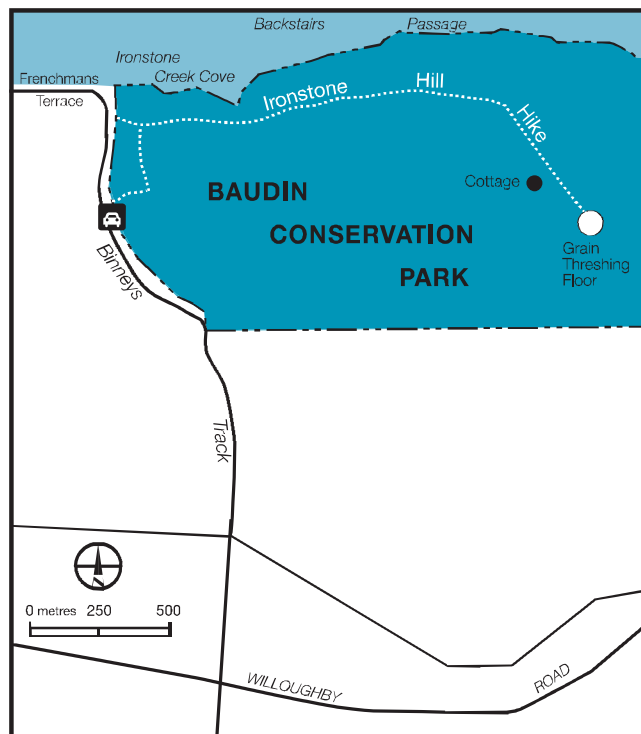 Backstairs Passage
Ironstone
Creek Cove
Frenchmans
Terrace
Ironstone Hill Hike
BAUDIN
CONSERVATION
PARK
Cottage
Grain
Threshing
Floor
Binneys
Track
N
0 metres 250 500
WILLOUGHBY ROAD